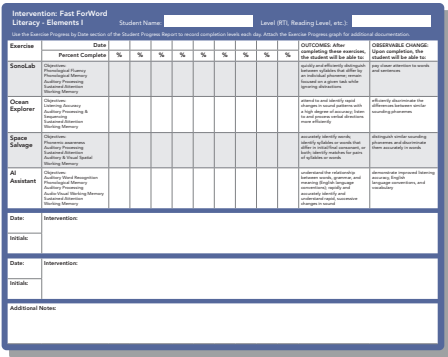 Intervention: Fast ForWord
Literacy - Elements I
Student Name:
Level (RTI, Reading Level, etc.):
Use the Exercise Progress by Date section of the Student Progress Report to record completion levels each day. Attach the Exercise Progress graph for additional documentation.
Exercise
Date
Percent Complete
% % % % % % % %
OUTCOMES: After
completing these exercises,
the student will be able to:
OBSERVABLE CHANGE:
Upon completion, the
student will be able to:
SonoLab
Objectives:
Phonological Fluency
Phonological Memory
Auditory Processing
Sustained Attention
Working Memory
quickly and efficiently distinguish
between syllables that differ by
an individual phoneme; remain
focused on a given task while
ignoring distractions
pay closer attention to words
and sentences
Ocean
Explorer
Objectives:
Listening Accuracy
Auditory Processing &
Sequencing
Sustained Attention
Working Memory
attend to and identify rapid
changes in sound patterns with
a high degree of accuracy; listen
to and process verbal directions
more efficiently
efficiently discriminate the
differences between similar
sounding phonemes
Space
Salvage
Objectives:
Phonemic awareness
Auditory Processing
Sustained Attention
Auditory & Visual Spatial
Working Memory
accurately identify words;
identify syllables or words that
differ in initial/final consonant, or
both; identify matches for pairs
of syllables or words
distinguish similar sounding
phonemes and discriminate
them accurately in words
AI
Assistant
Objectives:
Auditory Word Recognition
Phonological Memory
Auditory Processing
Audio-Visual Memory
Sustained Attention
Working Memory
understand the relationship
between words, grammar, and
meaning (English language
conventions); rapidly and
accurately identify and
understand rapid, successive
changes in sound
demonstrate improved listening
accuracy, English
language conventions, and
vocabulary
Date:
Intervention:
Initials:
Date:
Intervention:
Initials:
Additional Notes: